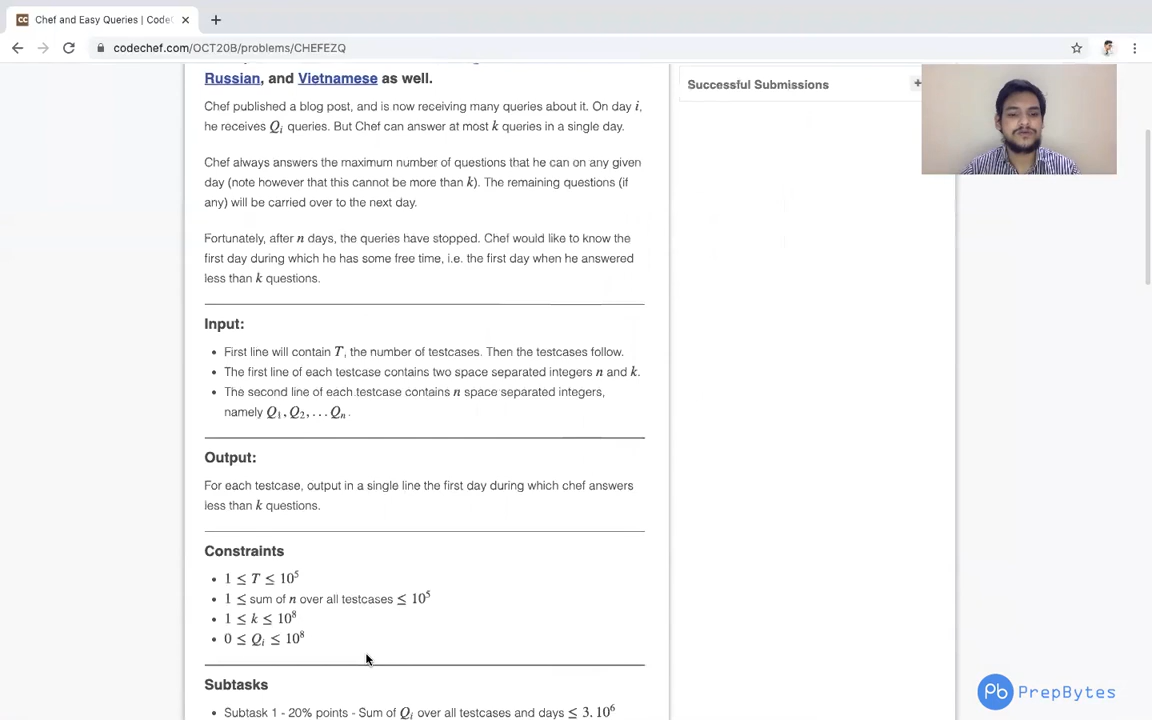 Chef and Easy Queries | Code
codechef.com/OCT20B/problems/CHEFEZQ
Russian, and Vietnamese as well.
Successful Submissions +
Chef published a blog post, and is now receiving many queries about it. On day i,
he receives Qi queries. But Chef can answer at most k queries in a single day.
Chef always answers the maximum number of questions that he can on any given
day (note however that this cannot be more than k). The remaining questions (if
any) will be carried over to the next day.
Fortunately, after n days, the queries have stopped. Chef would like to know the
first day during which he has some free time, i.e. the first day when he answered
less than k questions.
Input:
• First line will contain T, the number of testcases. Then the testcases follow.
• The first line of each testcase contains two space separated integers n and k.
• The second line of each testcase contains n space separated integers,
namely Q1, Q2, ... Qn.
Output:
For each testcase, output in a single line the first day during which chef answers
less than k questions.
Constraints
• 1 ≤ T ≤ 10^5
• 1 ≤ sum of n over all testcases ≤ 10^5
• 1 ≤ k ≤ 10^8
• 0 ≤ Qi ≤ 10^8
Subtasks
• Subtask 1 - 20% points - Sum of Qi over all testcases and days ≤ 3.10^6
Pb PrepBytes